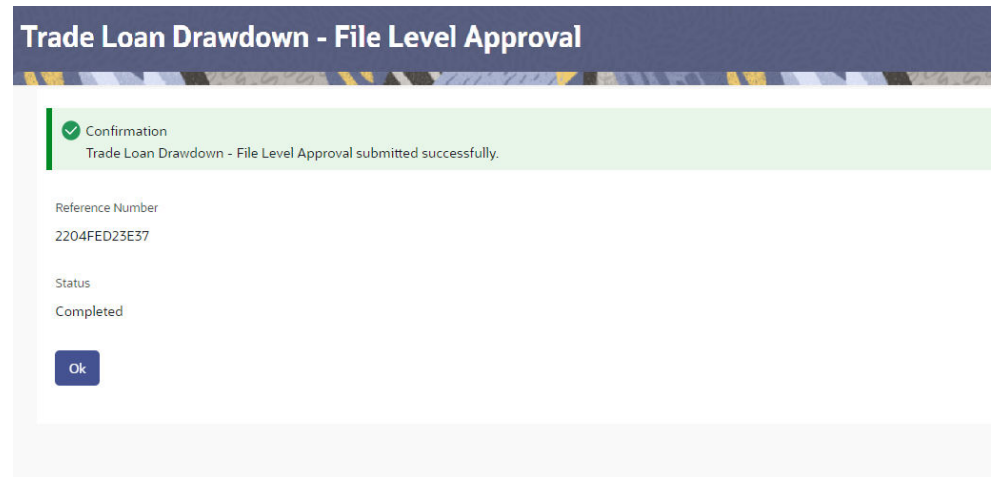 Trade Loan Drawdown - File Level Approval
Confirmation
Trade Loan Drawdown - File Level Approval submitted successfully.
Reference Number
2204FED23E37
Status
Completed
Ok